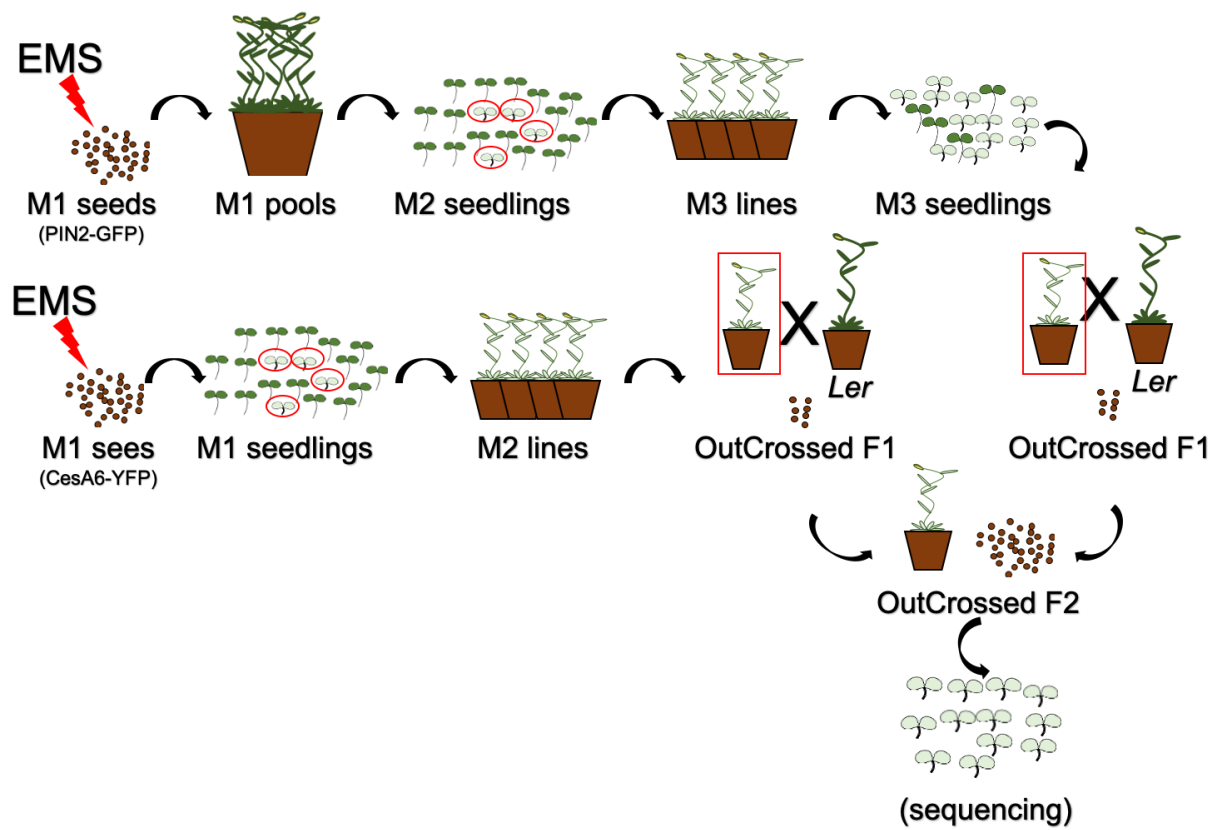 EMS
M1 seeds
(PIN2-GFP)
M1 pools
M2 seedlings
M3 lines
M3 seedlings
EMS
M1 sees
(CesA6-YFP)
M1 seedlings
M2 lines
X
Ler
OutCrossed F1
X
Ler
OutCrossed F1
OutCrossed F2
(sequencing)